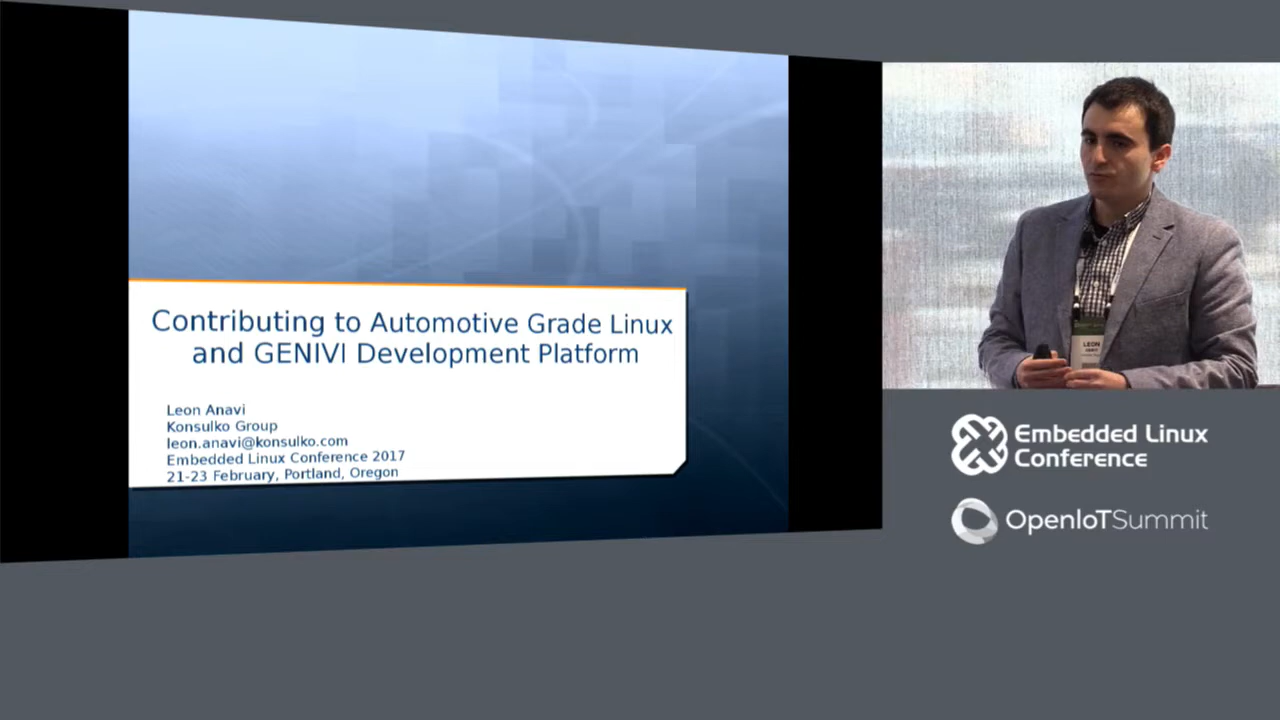 Contributing to Automotive Grade Linux
and GENIVI Development Platform
Leon Anavi
Konsulko Group
leon.anavi@konsulko.com
Embedded Linux Conference 2017
21-23 February, Portland, Oregon
LEON
Embedded Linux
Conference
OpenIoTSummit